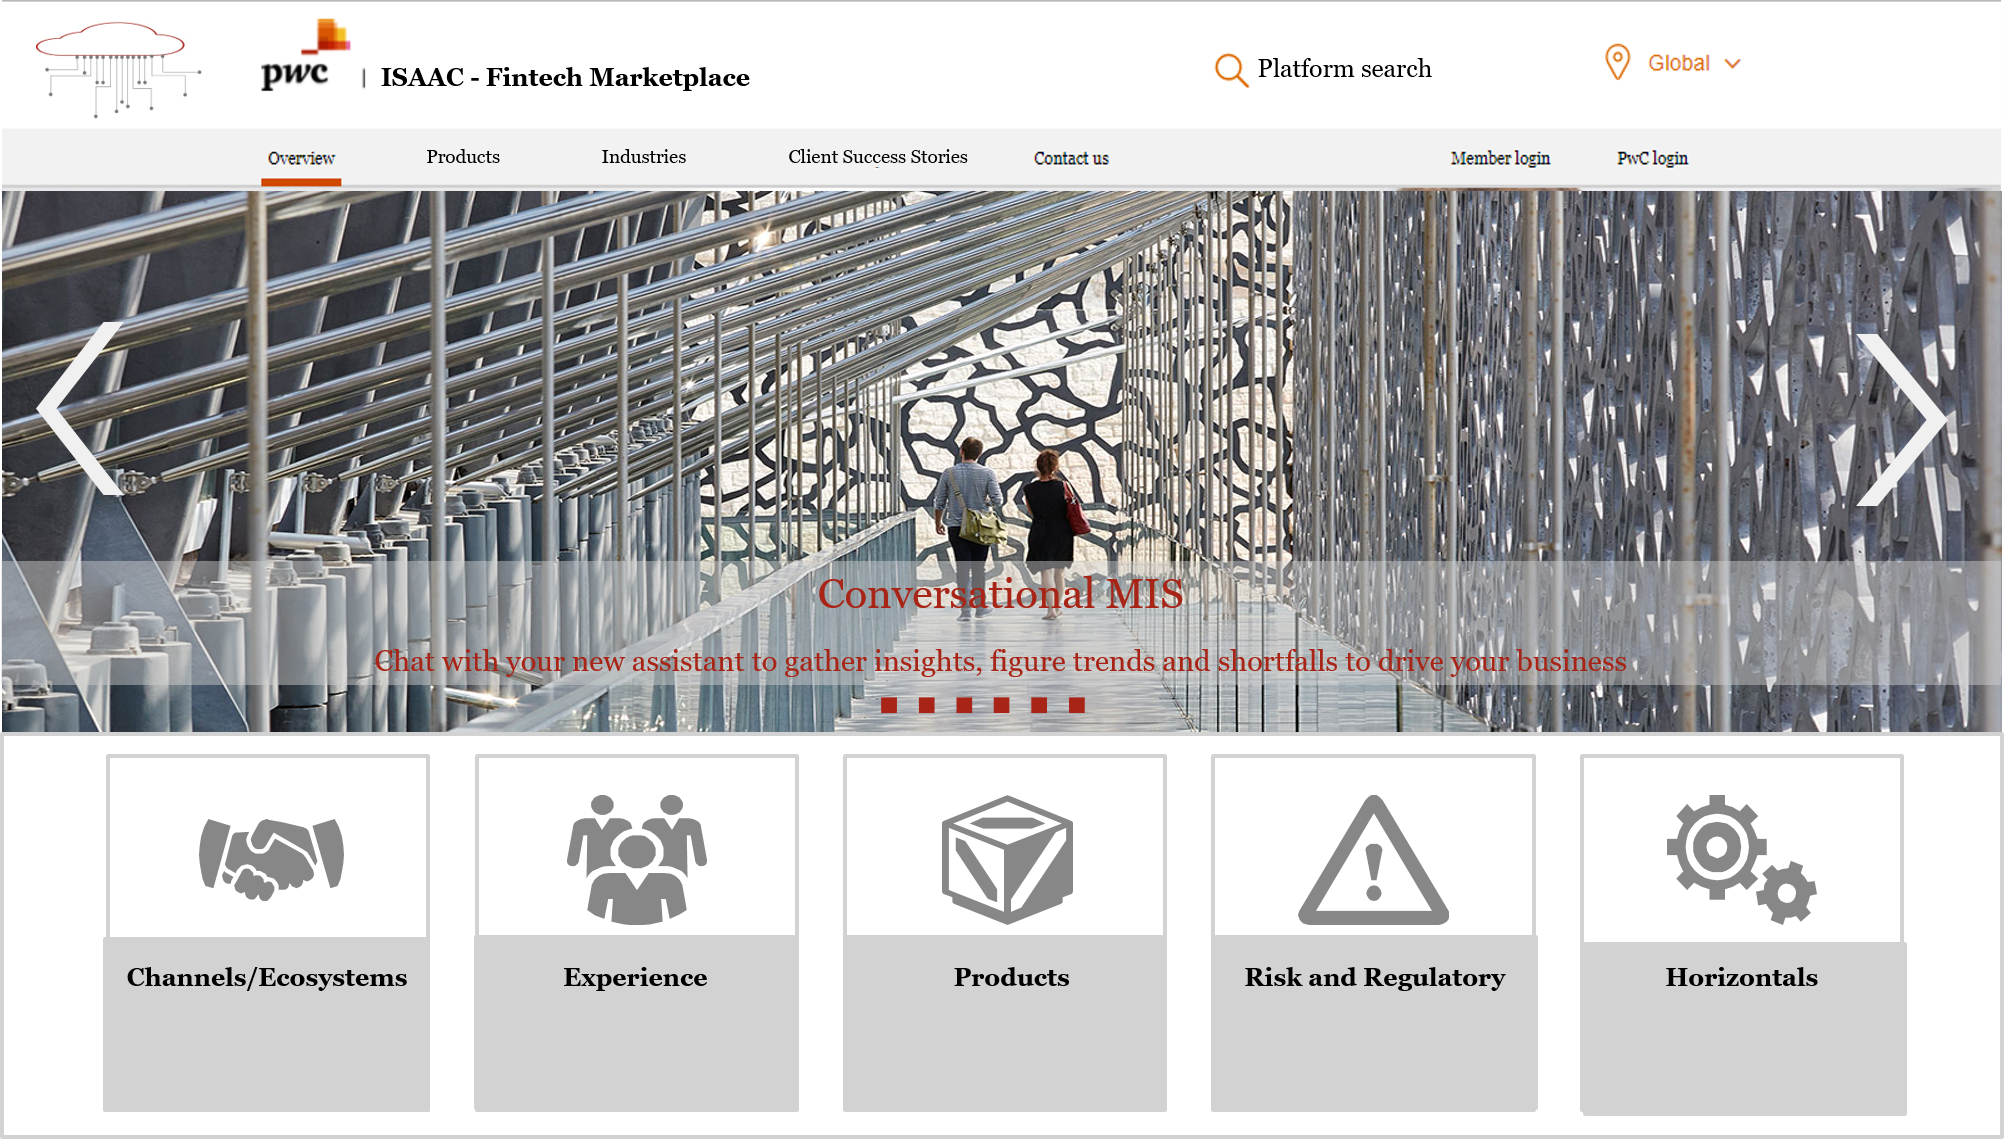 pwc | ISAAC - Fintech Marketplace
Platform search
Global
Overview
Products
Industries
Client Success Stories
Contact us
Member login
PwC login
Conversational MIS
Chat with your new assistant to gather insights, figure trends and shortfalls to drive your business
Channels/Ecosystems
Experience
Products
Risk and Regulatory
Horizontals